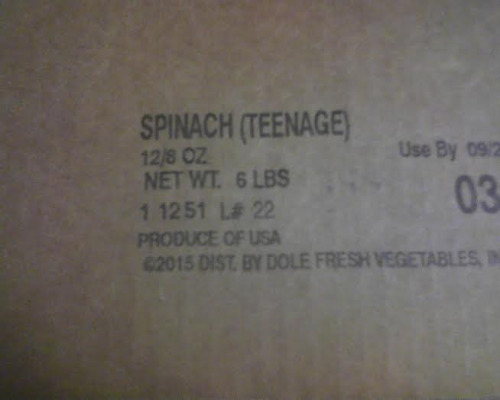 SPINACH (TEENAGE)
12/8 OZ
Use By 09/2
NET WT. 6 LBS
03
1 1251 L# 22
PRODUCE OF USA
©2015 DIST. BY DOLE FRESH VEGETABLES, IN